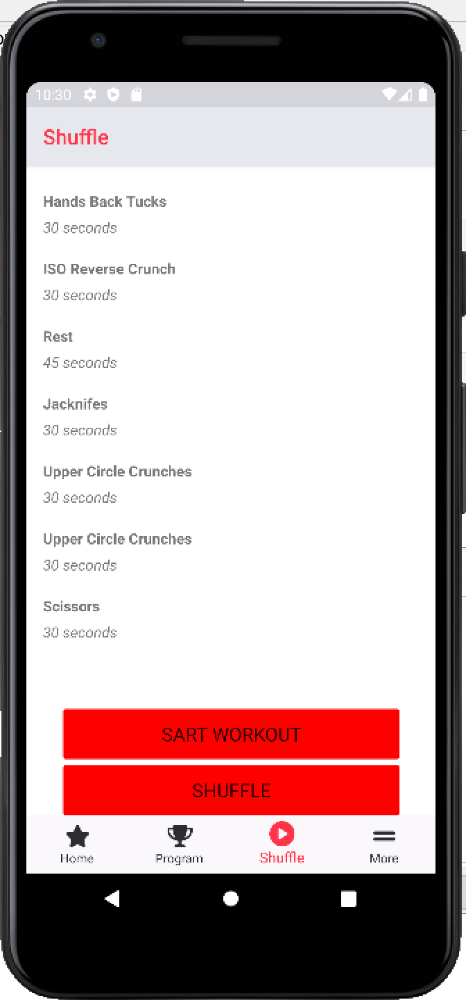 10:30
Shuffle
Hands Back Tucks
30 seconds
ISO Reverse Crunch
30 seconds
Rest
45 seconds
Jacknifes
30 seconds
Upper Circle Crunches
30 seconds
Upper Circle Crunches
30 seconds
Scissors
30 seconds
SART WORKOUT
SHUFFLE
Home Program Shuffle More